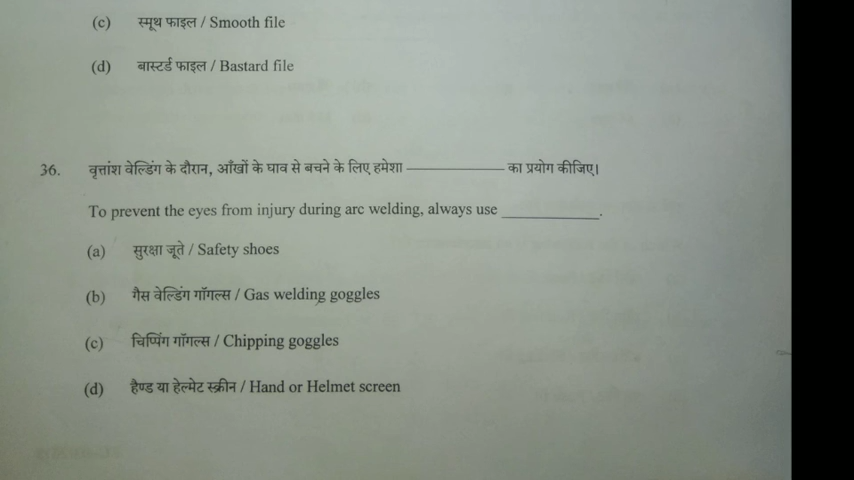 (c) स्मूथ फाइल / Smooth file
(d) बास्टर्ड फाइल / Bastard file
36. वृत्तांश वेल्डिंग के दौरान, आँखों के घाव से बचने के लिए हमेशा ____________ का प्रयोग कीजिए।
To prevent the eyes from injury during arc welding, always use ____________.
(a) सुरक्षा जूते / Safety shoes
(b) गैस वेल्डिंग गॉगल्स / Gas welding goggles
(c) चिप्पिंग गॉगल्स / Chipping goggles
(d) हैण्ड या हेल्मेट स्क्रीन / Hand or Helmet screen